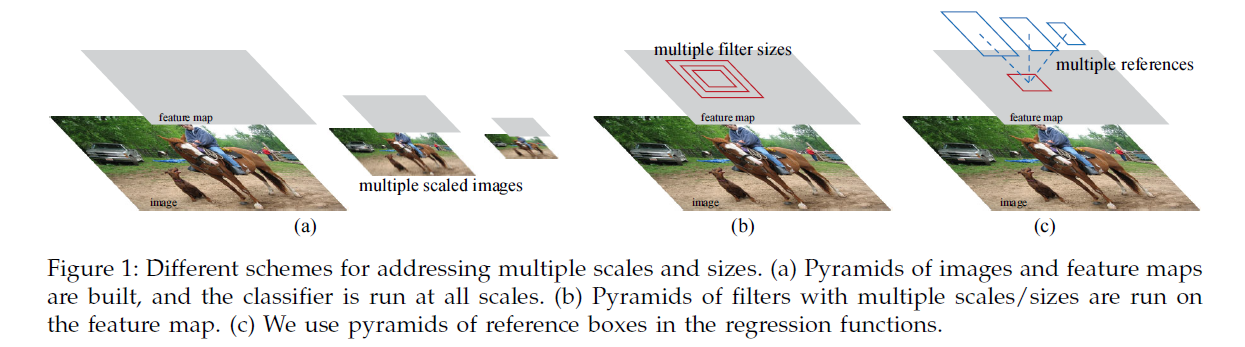 multiple filter sizes
multiple references
feature map
feature map
feature map
multiple scaled images
image
image
image
(a)
(b)
(c)
Figure 1: Different schemes for addressing multiple scales and sizes. (a) Pyramids of images and feature maps
are built, and the classifier is run at all scales. (b) Pyramids of filters with multiple scales/sizes are run on
the feature map. (c) We use pyramids of reference boxes in the regression functions.